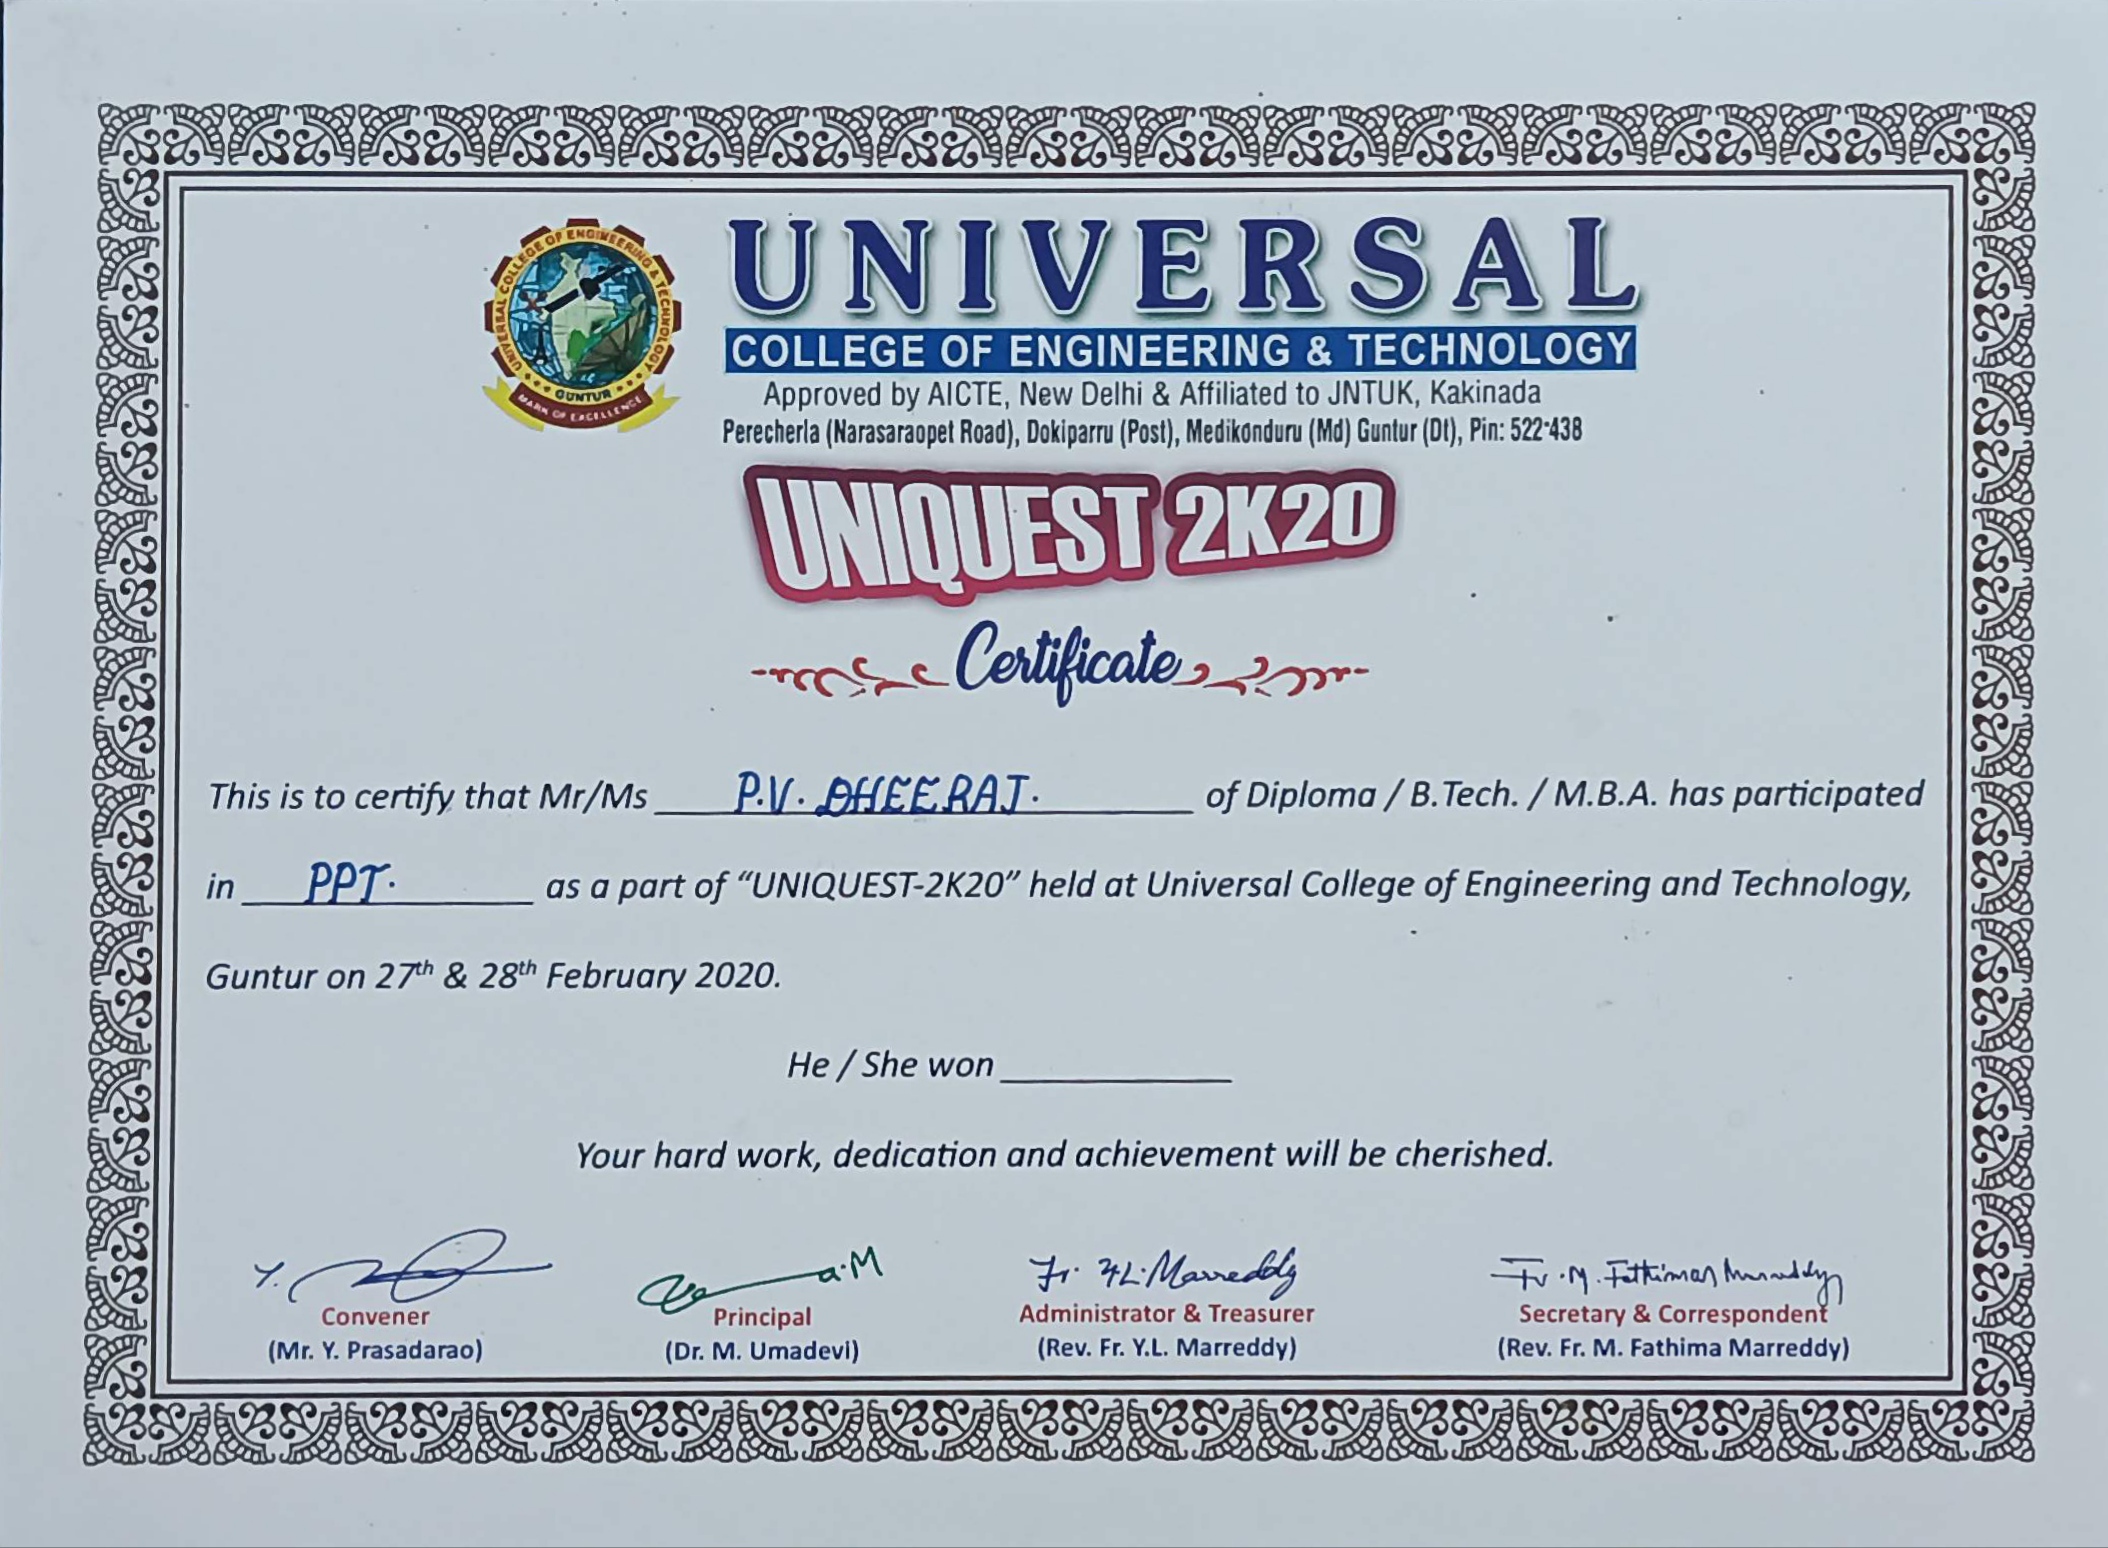 UNIVERSAL COLLEGE OF ENGINEERING & TECHNOLOGY
GUNTUR
MARK OF EXCELLENCE
UNIVERSAL
COLLEGE OF ENGINEERING & TECHNOLOGY
Approved by AICTE, New Delhi & Affiliated to JNTUK, Kakinada
Perecherla (Narasaraopet Road), Dokiparru (Post), Medikonduru (Md) Guntur (Dt), Pin: 522-438
UNIQUEST 2K20
Certificate
This is to certify that Mr/Ms P.V. DHEERAJ. of Diploma / B.Tech. / M.B.A. has participated
in PPT. as a part of “UNIQUEST-2K20” held at Universal College of Engineering and Technology,
Guntur on 27th & 28th February 2020.
He / She won
Your hard work, dedication and achievement will be cherished.
Y. a.M Fr. Y.L. Marreddy Fr. M. Fathima Marreddy
Convener Principal Administrator & Treasurer Secretary & Correspondent
(Mr. Y. Prasadarao) (Dr. M. Umadevi) (Rev. Fr. Y.L. Marreddy) (Rev. Fr. M. Fathima Marreddy)